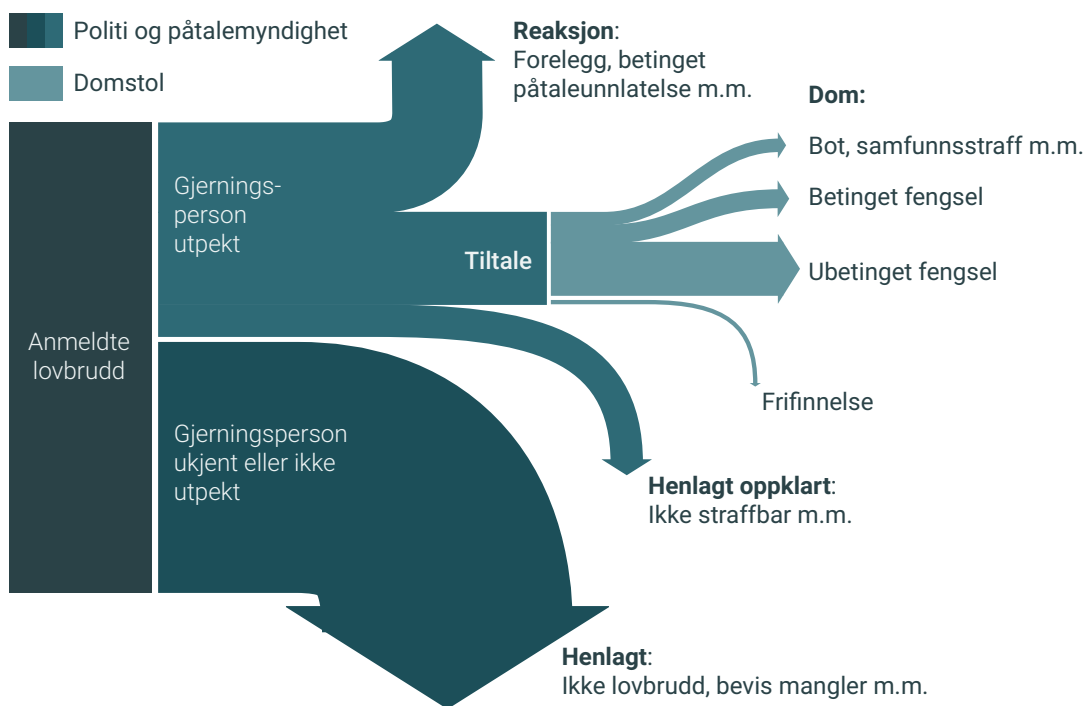 Politi og påtalemyndighet
Domstol
Reaksjon:
Forelegg, betinget
påtaleunnlatelse m.m.
Dom:
Bot, samfunnsstraff m.m.
Betinget fengsel
Ubetinget fengsel
Frifinnelse
Gjernings-
person
utpekt
Tiltale
Anmeldte
lovbrudd
Gjerningsperson
ukjent eller ikke
utpekt
Henlagt oppklart:
Ikke straffbar m.m.
Henlagt:
Ikke lovbrudd, bevis mangler m.m.